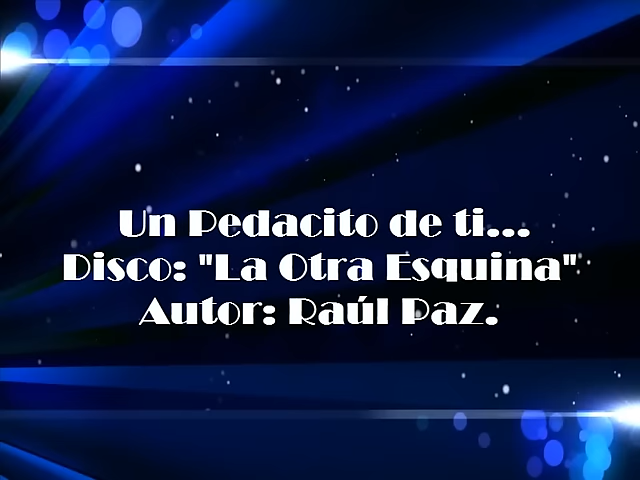 Un Pedacito de ti...
Disco: "La Otra Esquina"
Autor: Raúl Paz.